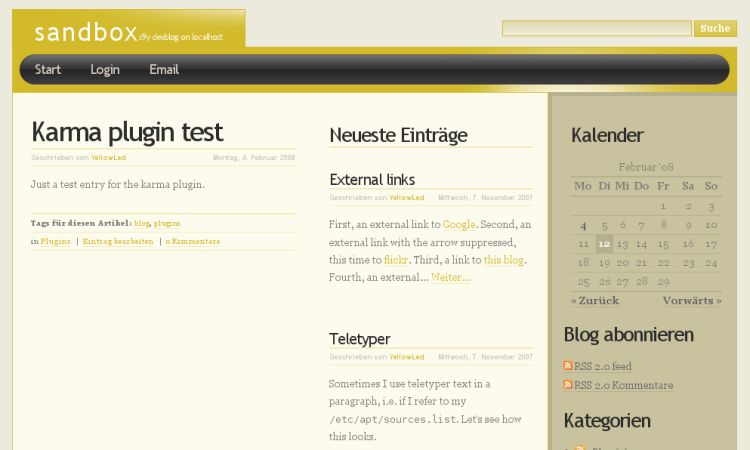 sandbox s9y devblog on localhost
Suche
Start Login Email
Karma plugin test
Geschrieben von YellowLed Montag, 4. Februar 2008
Just a test entry for the karma plugin.
Tags für diesen Artikel: blog, plugins
in Plugins | Eintrag bearbeiten | 0 Kommentare
Neueste Einträge
External links
Geschrieben von YellowLed Mittwoch, 7. November 2007
First, an external link to Google. Second, an
external link with the arrow suppressed,
this time to flickr. Third, a link to this blog.
Fourth, an external... Weiter...
Teletyper
Geschrieben von YellowLed Mittwoch, 7. November 2007
Sometimes I use teletyper text in a
paragraph, i.e. if I refer to my
/etc/apt/sources.list. Let's see how
this looks.
Kalender
Februar '08
Mo Di Mi Do Fr Sa So
1 2 3
4 5 6 7 8 9 10
11 12 13 14 15 16 17
18 19 20 21 22 23 24
25 26 27 28 29
« Zurück Vorwärts »
Blog abonnieren
RSS 2.0 feed
RSS 2.0 Kommentare
Kategorien